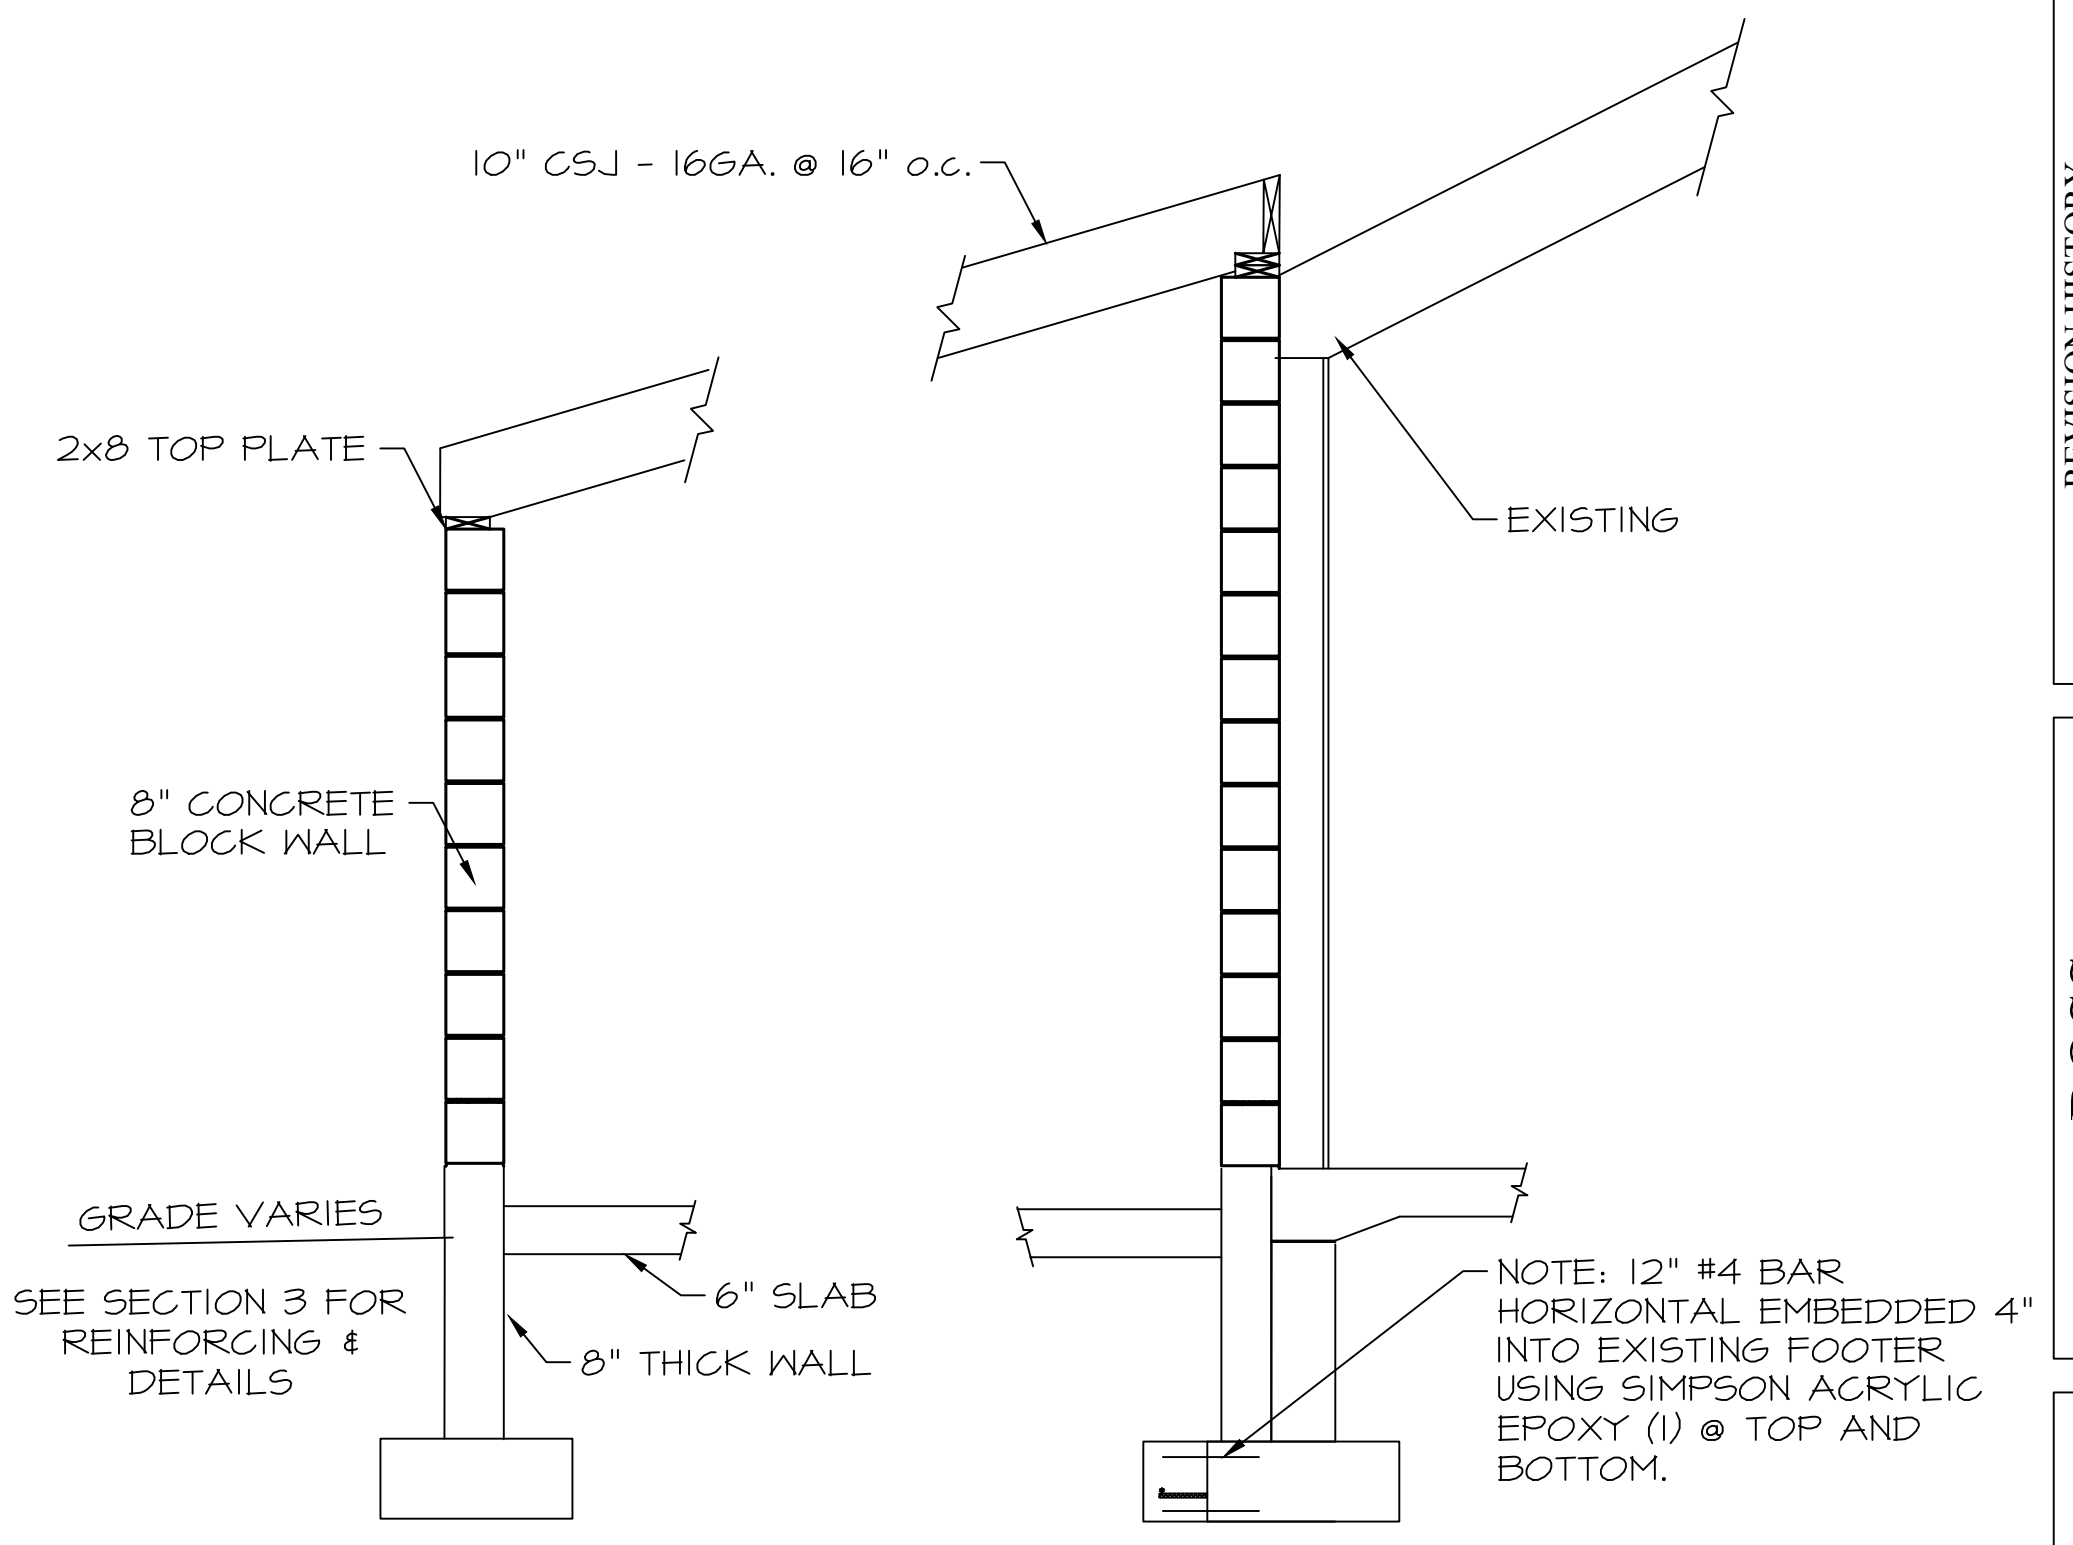 10" CSJ - 16GA. @ 16" o.c.
2x8 TOP PLATE
EXISTING
8" CONCRETE
BLOCK WALL
GRADE VARIES
SEE SECTION 3 FOR
REINFORCING &
DETAILS
6" SLAB
8" THICK WALL
NOTE: 12" #4 BAR
HORIZONTAL EMBEDDED 4"
INTO EXISTING FOOTER
USING SIMPSON ACRYLIC
EPOXY (1) @ TOP AND
BOTTOM.
REVISION HISTORY